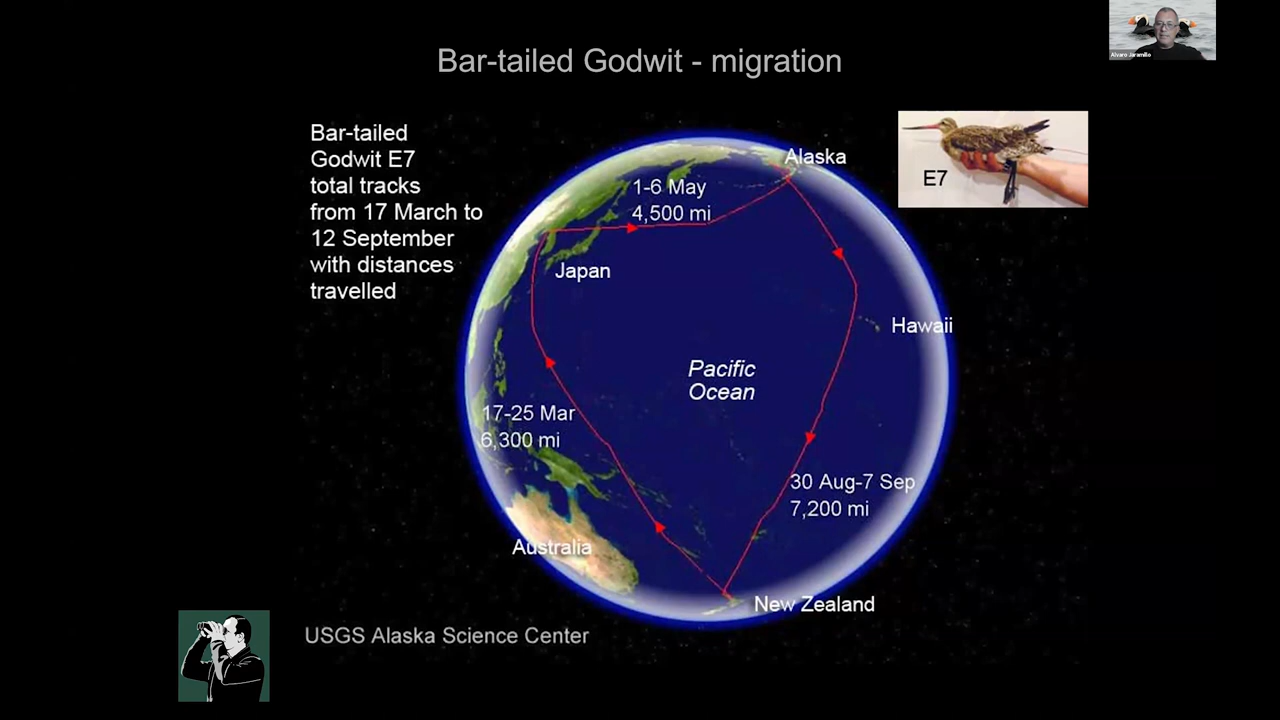 Alvaro Jaramillo
Bar-tailed Godwit - migration
Bar-tailed
Godwit E7
total tracks
from 17 March to
12 September
with distances
travelled
Alaska
E7
1-6 May
4,500 mi
Japan
Hawaii
Pacific
Ocean
17-25 Mar
6,300 mi
30 Aug-7 Sep
7,200 mi
Australia
New Zealand
USGS Alaska Science Center